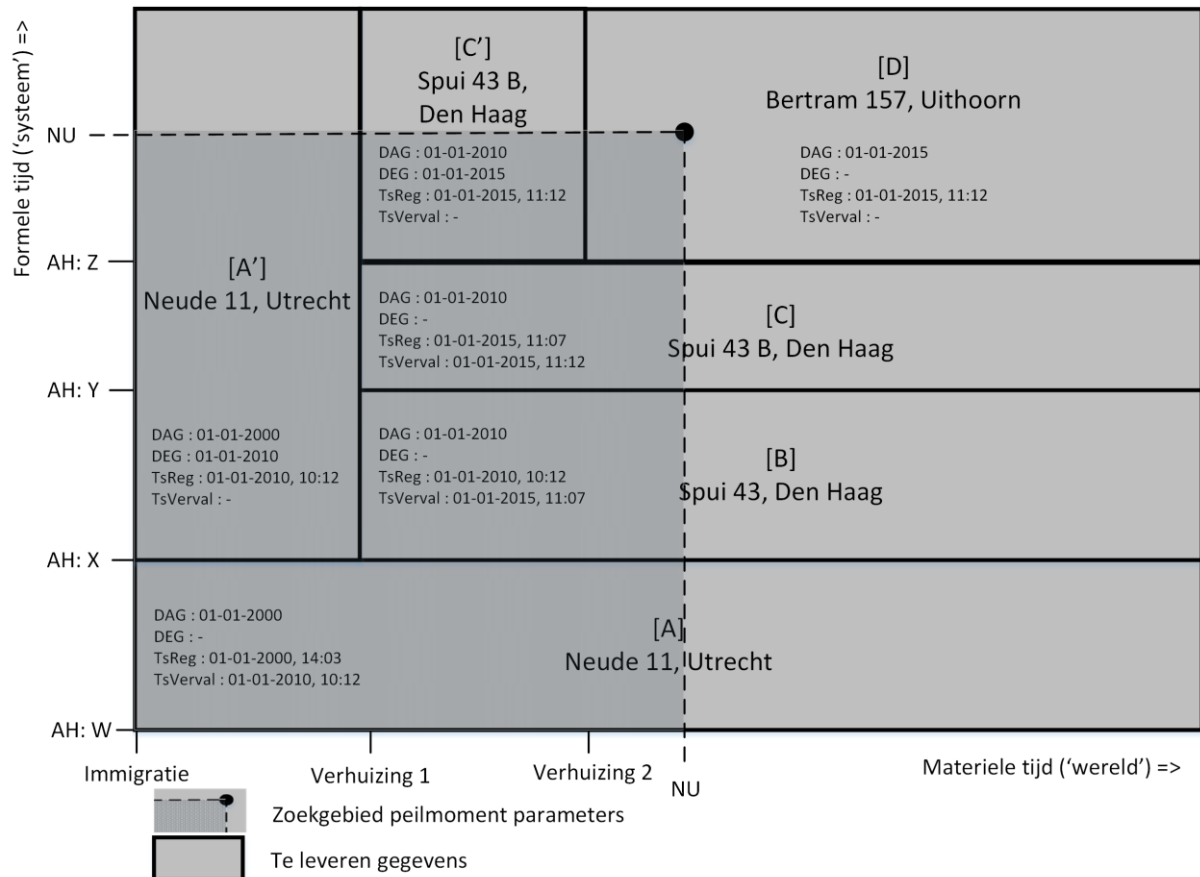 Formele tijd (‘systeem’) =>
NU
AH: Z
AH: Y
AH: X
AH: W
[C’]
Spui 43 B,
Den Haag
DAG : 01-01-2010
DEG : 01-01-2015
TsReg : 01-01-2015, 11:12
TsVerval : -
[D]
Bertram 157, Uithoorn
DAG : 01-01-2015
DEG : -
TsReg : 01-01-2015, 11:12
TsVerval : -
[A’]
Neude 11, Utrecht
DAG : 01-01-2000
DEG : 01-01-2010
TsReg : 01-01-2010, 10:12
TsVerval : -
DAG : 01-01-2010
DEG : -
TsReg : 01-01-2015, 11:07
TsVerval : 01-01-2015, 11:12
[C]
Spui 43 B, Den Haag
DAG : 01-01-2010
DEG : -
TsReg : 01-01-2010, 10:12
TsVerval : 01-01-2015, 11:07
[B]
Spui 43, Den Haag
DAG : 01-01-2000
DEG : -
TsReg : 01-01-2000, 14:03
TsVerval : 01-01-2010, 10:12
[A]
Neude 11, Utrecht
Immigratie
Verhuizing 1
Verhuizing 2
NU
Materiele tijd (‘wereld’) =>
Zoekgebied peilmoment parameters
Te leveren gegevens